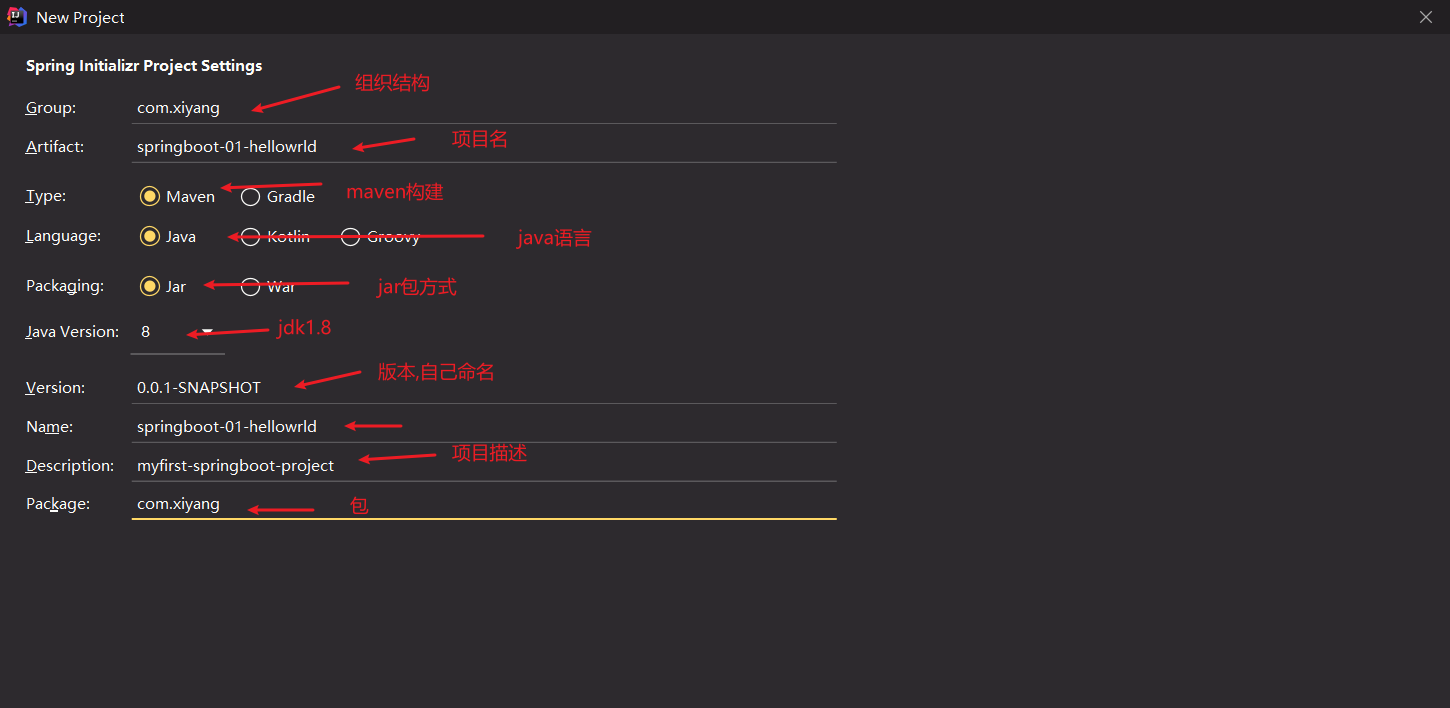 New Project
Spring Initializr Project Settings
组织结构
Group: com.xiyang
项目名
Artifact: springboot-01-hellowrld
Type: Maven Gradle maven构建
Language: Java Kotlin Groovy java语言
Packaging: Jar War jar包方式
Java Version: 8 jdk1.8
版本,自己命名
Version: 0.0.1-SNAPSHOT
Name: springboot-01-hellowrld
项目描述
Description: myfirst-springboot-project
Package: com.xiyang 包